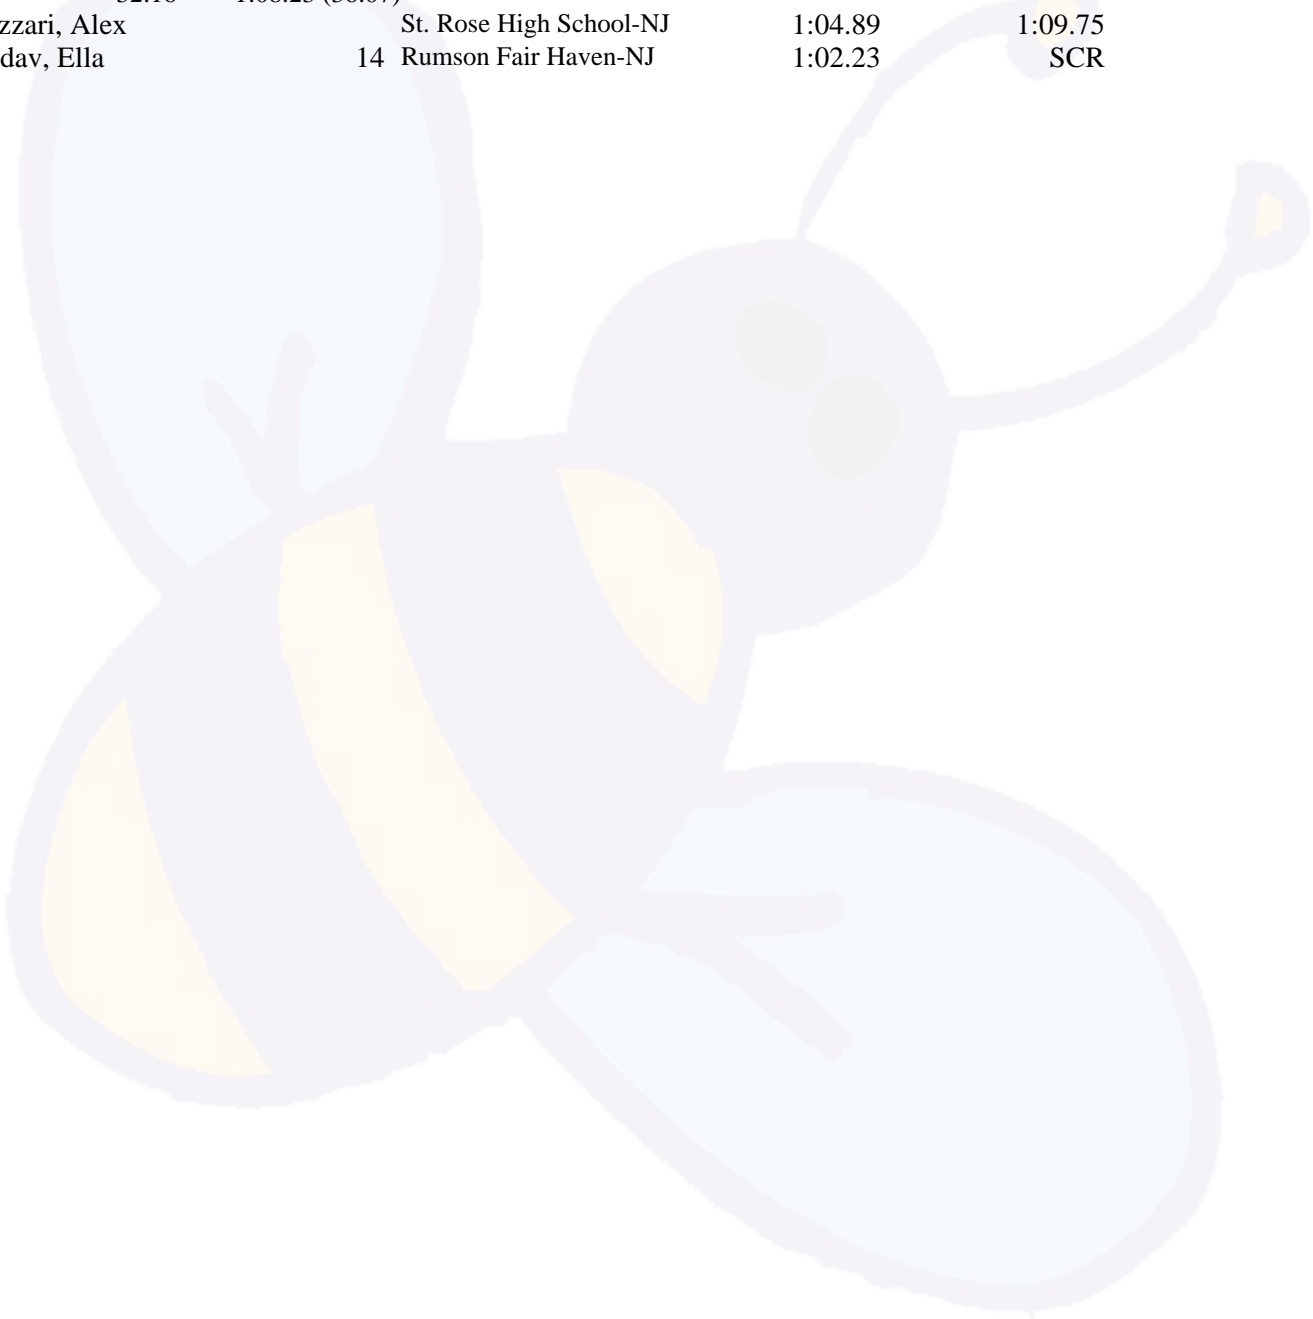 zzari, Alex St. Rose High School-NJ 1:04.89 1:09.75
dav, Ella 14 Rumson Fair Haven-NJ 1:02.23 SCR